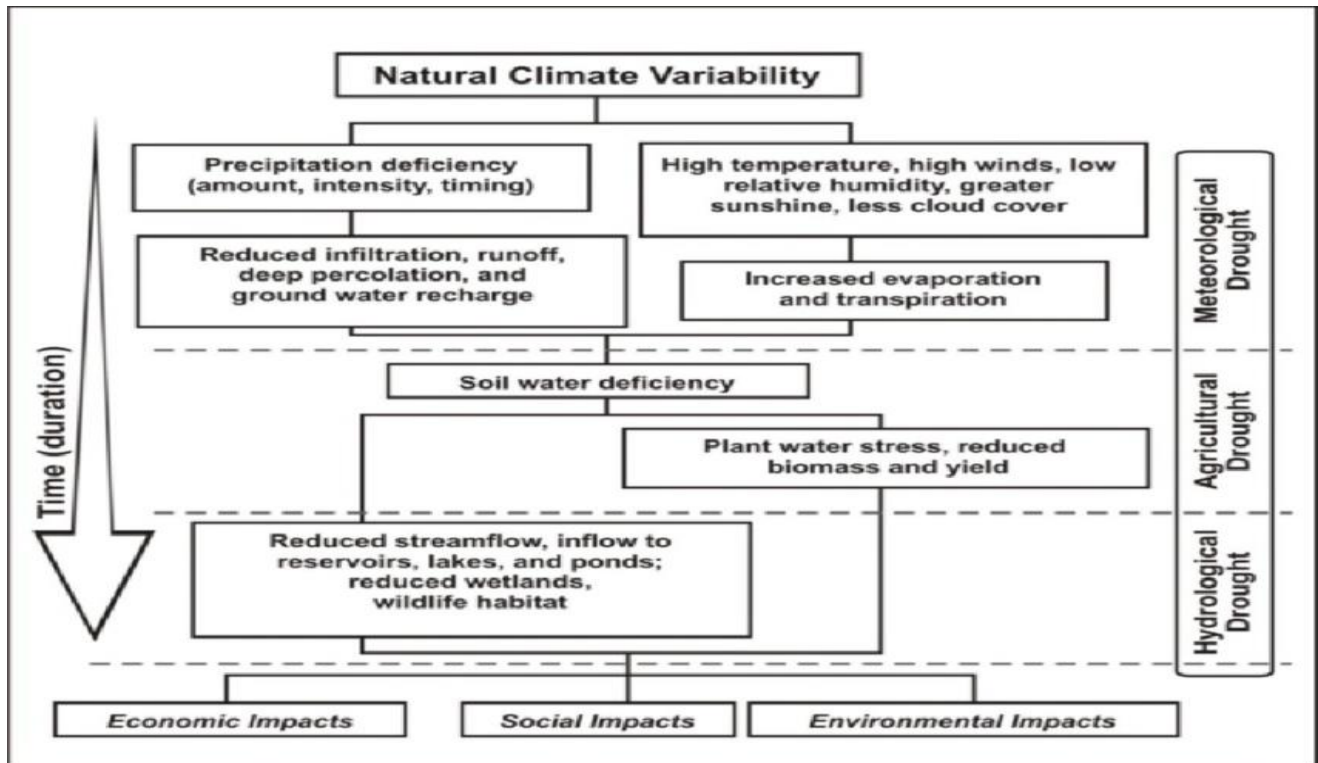 Natural Climate Variability
Precipitation deficiency
(amount, intensity, timing)
High temperature, high winds, low
relative humidity, greater
sunshine, less cloud cover
Reduced infiltration, runoff,
deep percolation, and
ground water recharge
Increased evaporation
and transpiration
Meteorological
Drought
Time (duration)
Soil water deficiency
Plant water stress, reduced
biomass and yield
Agricultural
Drought
Reduced streamflow, inflow to
reservoirs, lakes, and ponds;
reduced wetlands,
wildlife habitat
Hydrological
Drought
Economic Impacts
Social Impacts
Environmental Impacts